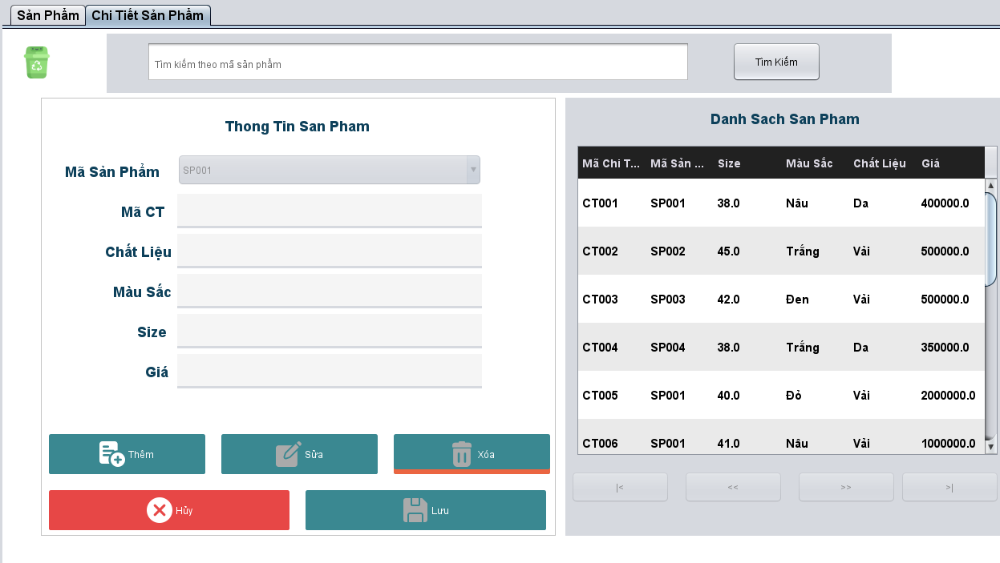 Sản Phẩm Chi Tiết Sản Phẩm
Tìm kiếm theo mã sản phẩm Tìm Kiếm
Thong Tin San Pham
Mã Sản Phẩm SP001
Mã CT
Chất Liệu
Màu Sắc
Size
Giá
Thêm Sửa Xóa
Hủy Lưu
Danh Sach San Pham
Mã Chi T... Mã Sản ... Size Màu Sắc Chất Liệu Giá
CT001 SP001 38.0 Nâu Da 400000.0
CT002 SP002 45.0 Trắng Vải 500000.0
CT003 SP003 42.0 Đen Vải 500000.0
CT004 SP004 38.0 Trắng Da 350000.0
CT005 SP001 40.0 Đỏ Vải 2000000.0
CT006 SP001 41.0 Nâu Vải 1000000.0
|< << >> >|